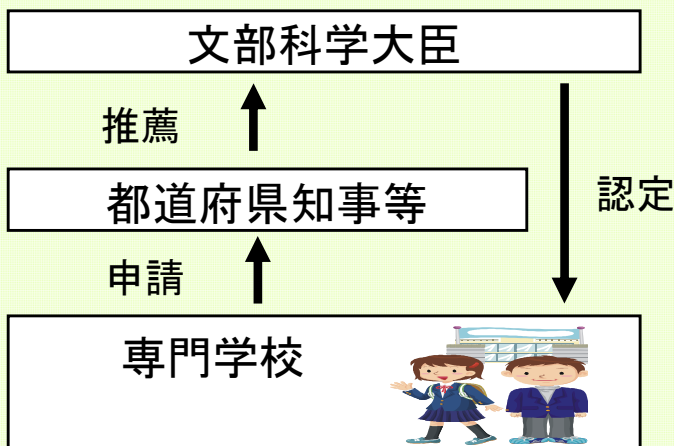 文部科学大臣
推薦
都道府県知事等
認定
申請
専門学校